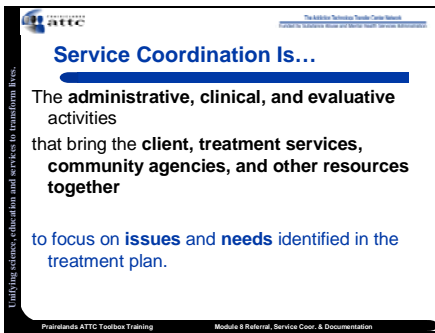 PRAIRIELANDS
attc
The Addiction Technology Transfer Center Network
Funded by Substance Abuse and Mental Health Services Administration
Service Coordination Is…
The administrative, clinical, and evaluative
activities
that bring the client, treatment services,
community agencies, and other resources
together
to focus on issues and needs identified in the
treatment plan.
Unifying science, education and services to transform lives.
Prairelands ATTC Toolbox Training
Module 8 Referral, Service Coor. & Documentation